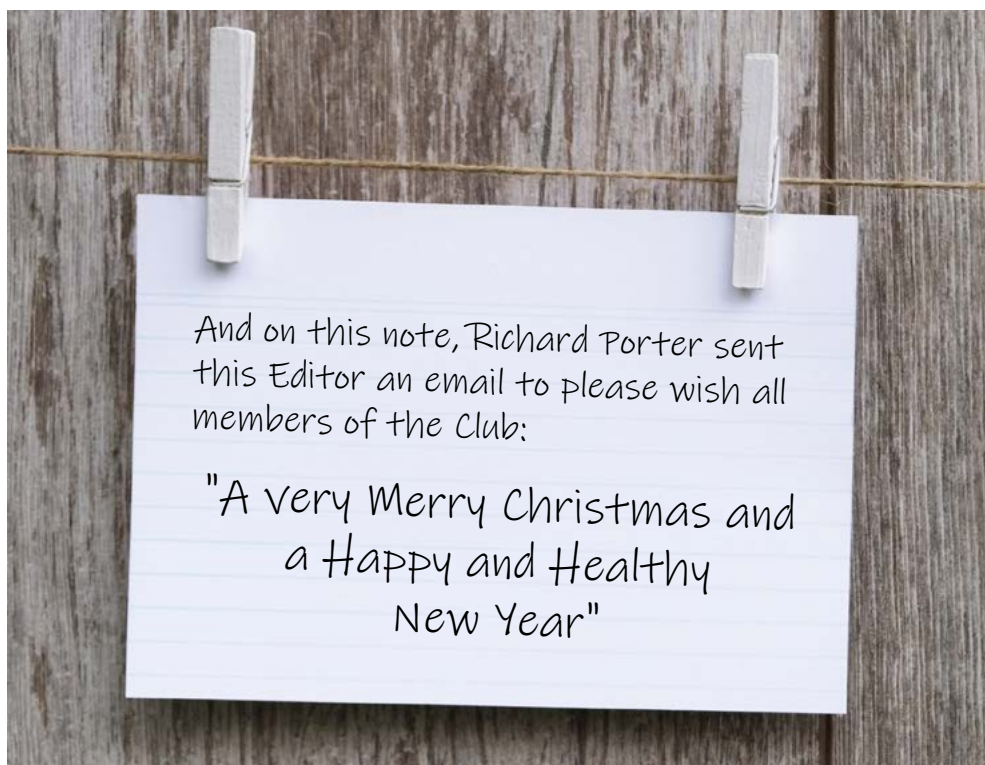 And on this note, Richard Porter sent
this Editor an email to please wish all
members of the Club:
"A very Merry Christmas and
a Happy and Healthy
New Year"